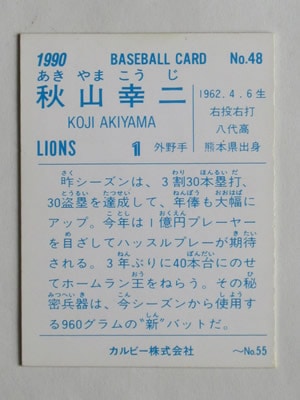 1990 BASEBALL CARD No.48
あき やま こう じ
秋山幸二
KOJI AKIYAMA
1962.4.6生
右投右打
八代高
熊本県出身
LIONS 1 外野手
昨シーズンは、3割30本塁打、
30盗塁を達成して、年俸も大幅に
アップ。今年は1億円プレーヤー
を目ざしてハッスルプレーが期待
される。3年ぶりに40本台にのせ
てホームラン王をねらう。その秘
密兵器は、今シーズンから使用す
る960グラムの“新”バットだ。
カルビー株式会社 〜No.55